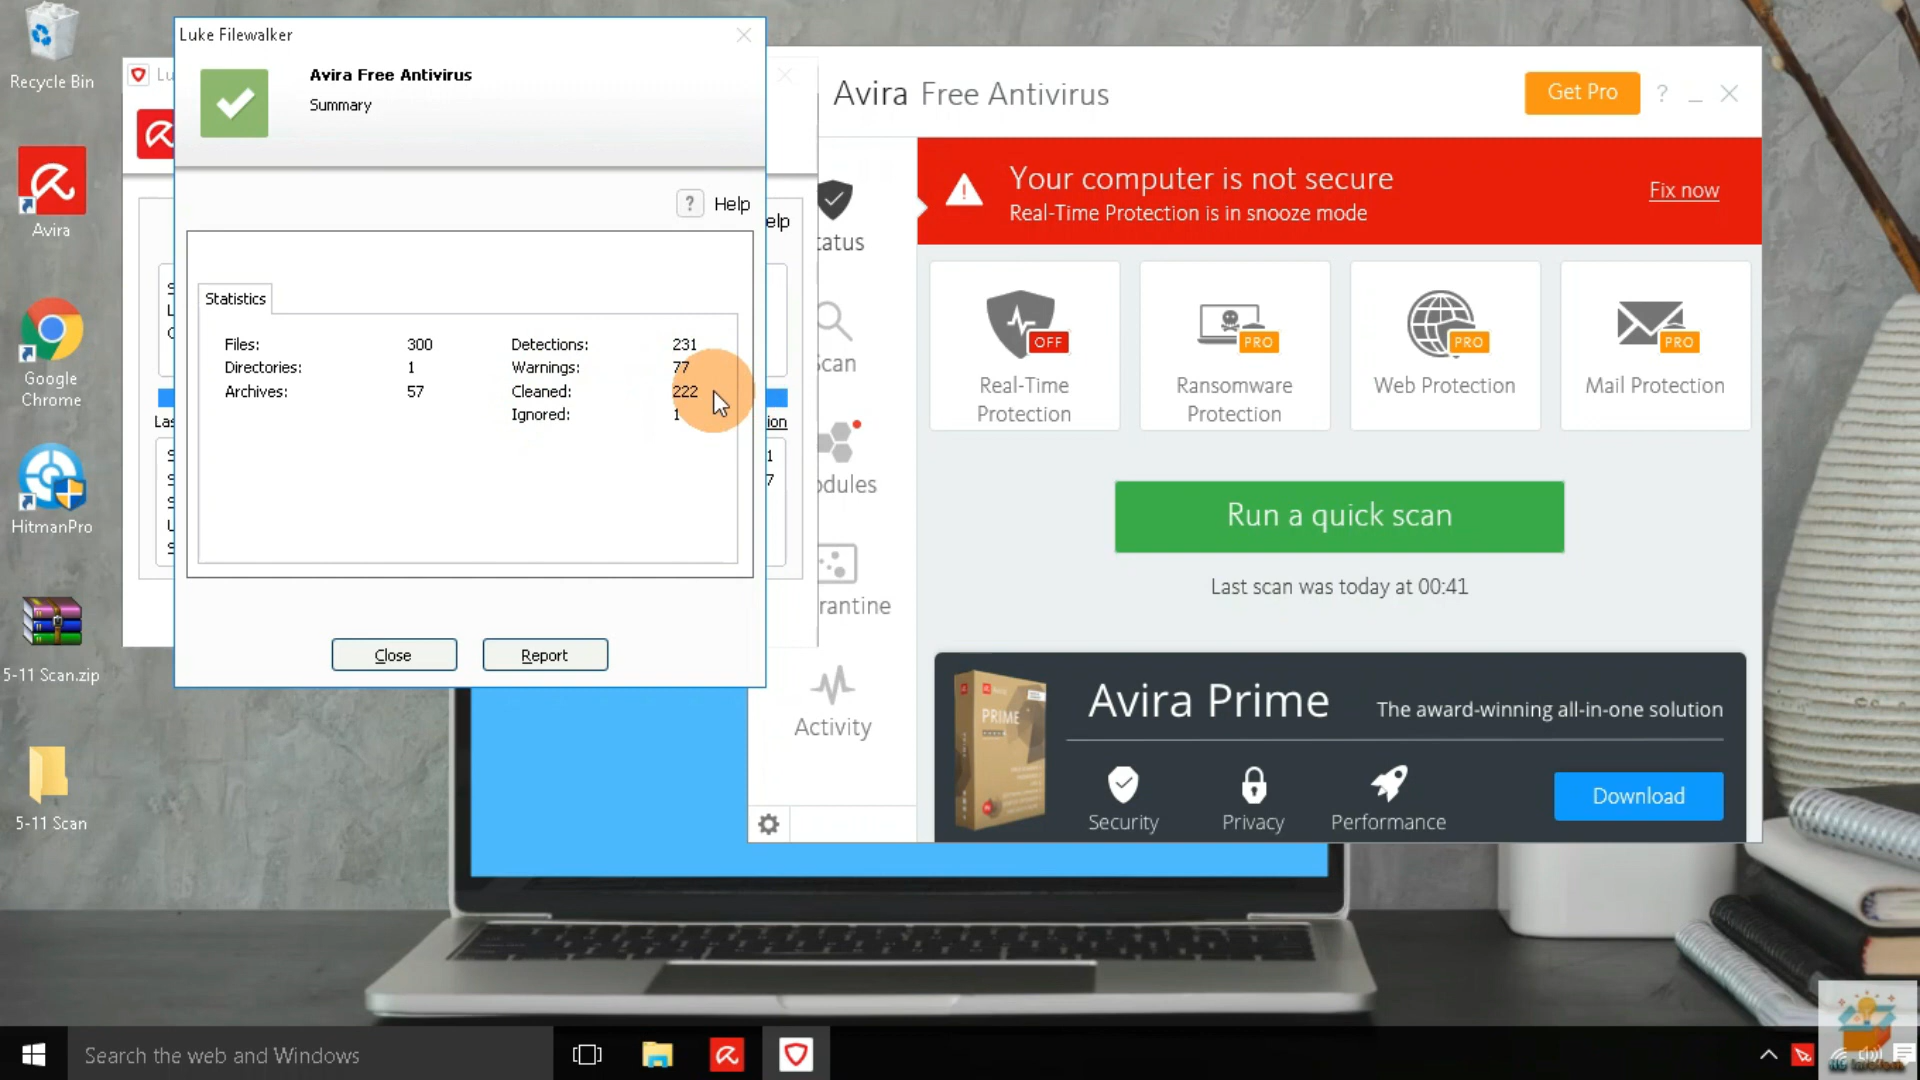 Recycle Bin
Avira
Google
Chrome
HitmanPro
5-11 Scan.zip
5-11 Scan
Luke Filewalker
Avira Free Antivirus
Summary
? Help
Statistics
Files: 300
Directories: 1
Archives: 57
Detections: 231
Warnings: 77
Cleaned: 222
Ignored: 1
Close
Report
Lu
elp
Las
ion
1
7
Avira Free Antivirus
Get Pro
?
tatus
can
odules
rantine
Activity
Your computer is not secure
Real-Time Protection is in snooze mode
Fix now
OFF
Real-Time
Protection
PRO
Ransomware
Protection
PRO
Web Protection
PRO
Mail Protection
Run a quick scan
Last scan was today at 00:41
PRIME
Avira Prime
The award-winning all-in-one solution
Security
Privacy
Performance
Download
Search the web and Windows